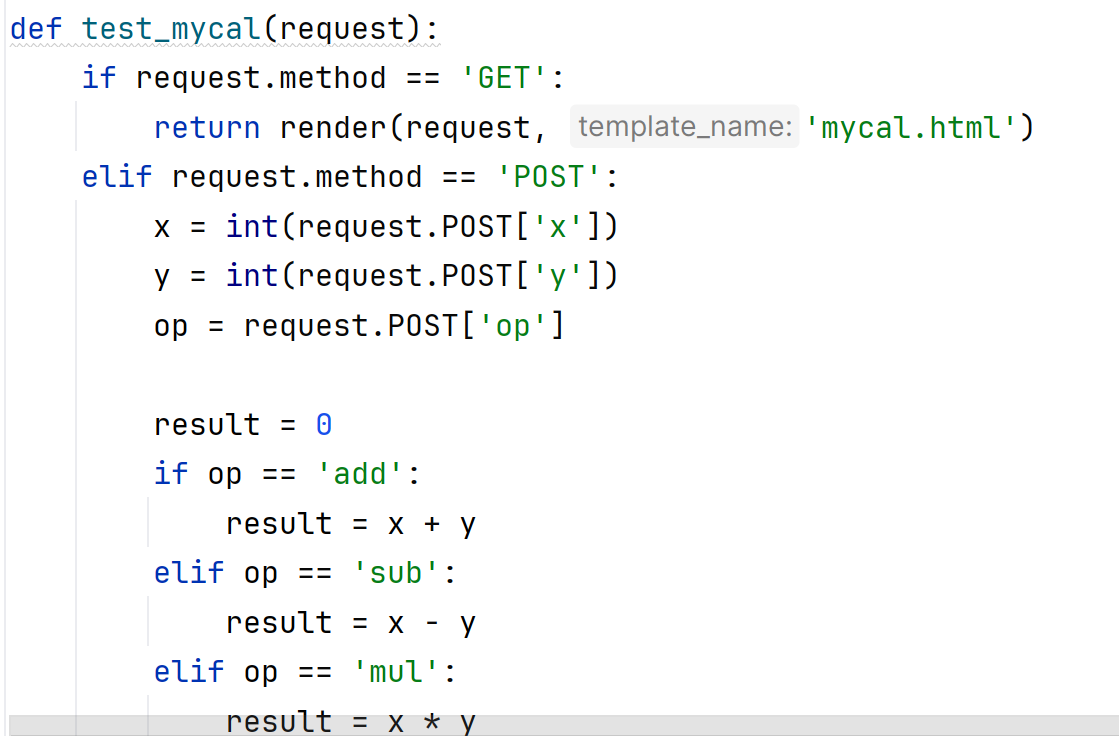 def test_mycal(request):
    if request.method == 'GET':
        return render(request, template_name: 'mycal.html')
    elif request.method == 'POST':
        x = int(request.POST['x'])
        y = int(request.POST['y'])
        op = request.POST['op']

        result = 0
        if op == 'add':
            result = x + y
        elif op == 'sub':
            result = x - y
        elif op == 'mul':
            result = x * y